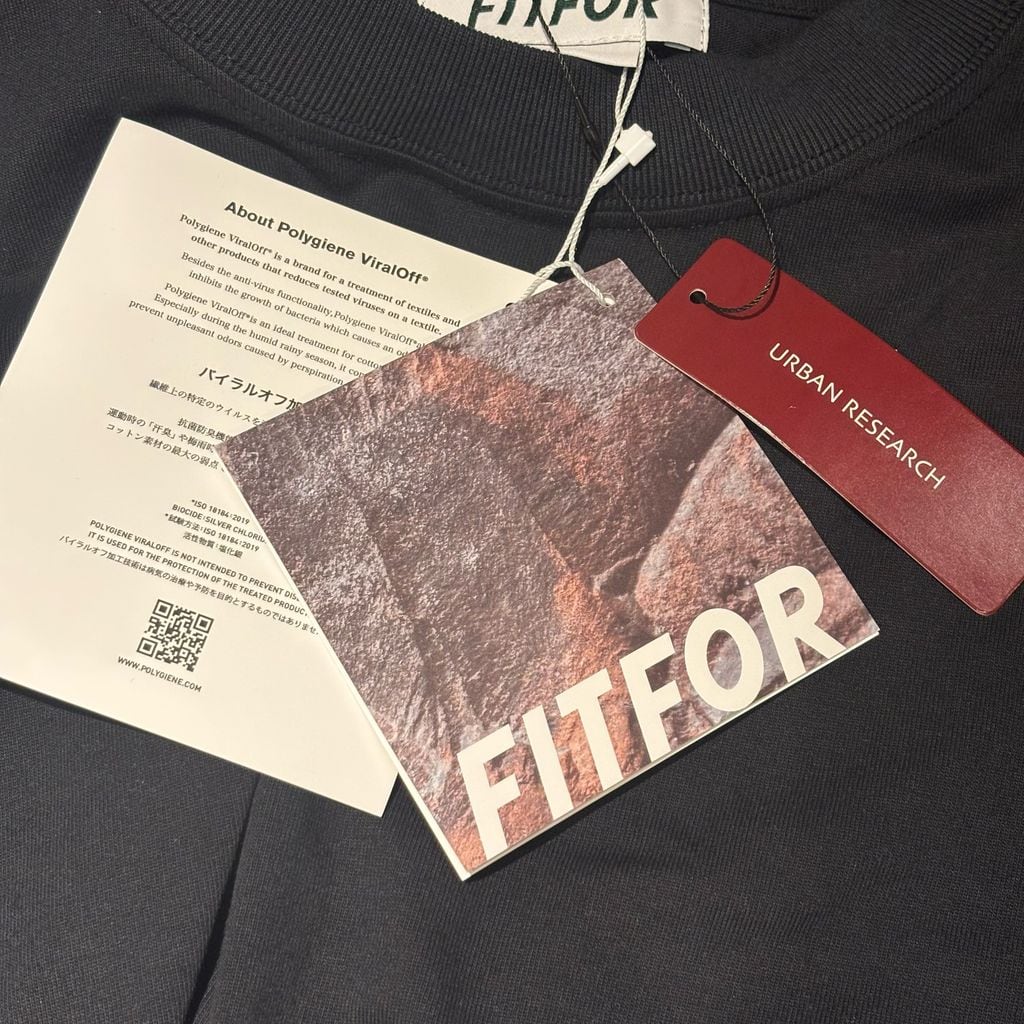 FITFOR
About Polygiene ViralOff®
Polygiene ViralOff® is a brand for a treatment of textiles and
other products that reduces tested viruses on a textile.
Besides the anti-virus functionality,Polygiene ViralOff®
inhibits the growth of bacteria which causes an
Polygiene ViralOff®is an ideal treatment for
Especially during the humid rainy season, it
prevent unpleasant odors caused by perspiration
バイラルオフ加
繊維上の特定のウイルスを
抗菌防臭機
運動時の「汗臭」や梅雨時
コットン素材の最大の弱点
*ISO 18184:2019
BIOCIDE:SILVER
*試験方法:ISO 18184:2019
活性物質:塩化銀
POLYGIENE VIRALOFF IS NOT INTENDED TO PREVENT
IT IS USED FOR THE PROTECTION OF THE TREATED
バイラルオフ加工技術は病気の治療や予防を目的とするものではありませ
WWW.POLYGIENE.COM
FITFOR
URBAN RESEARCH